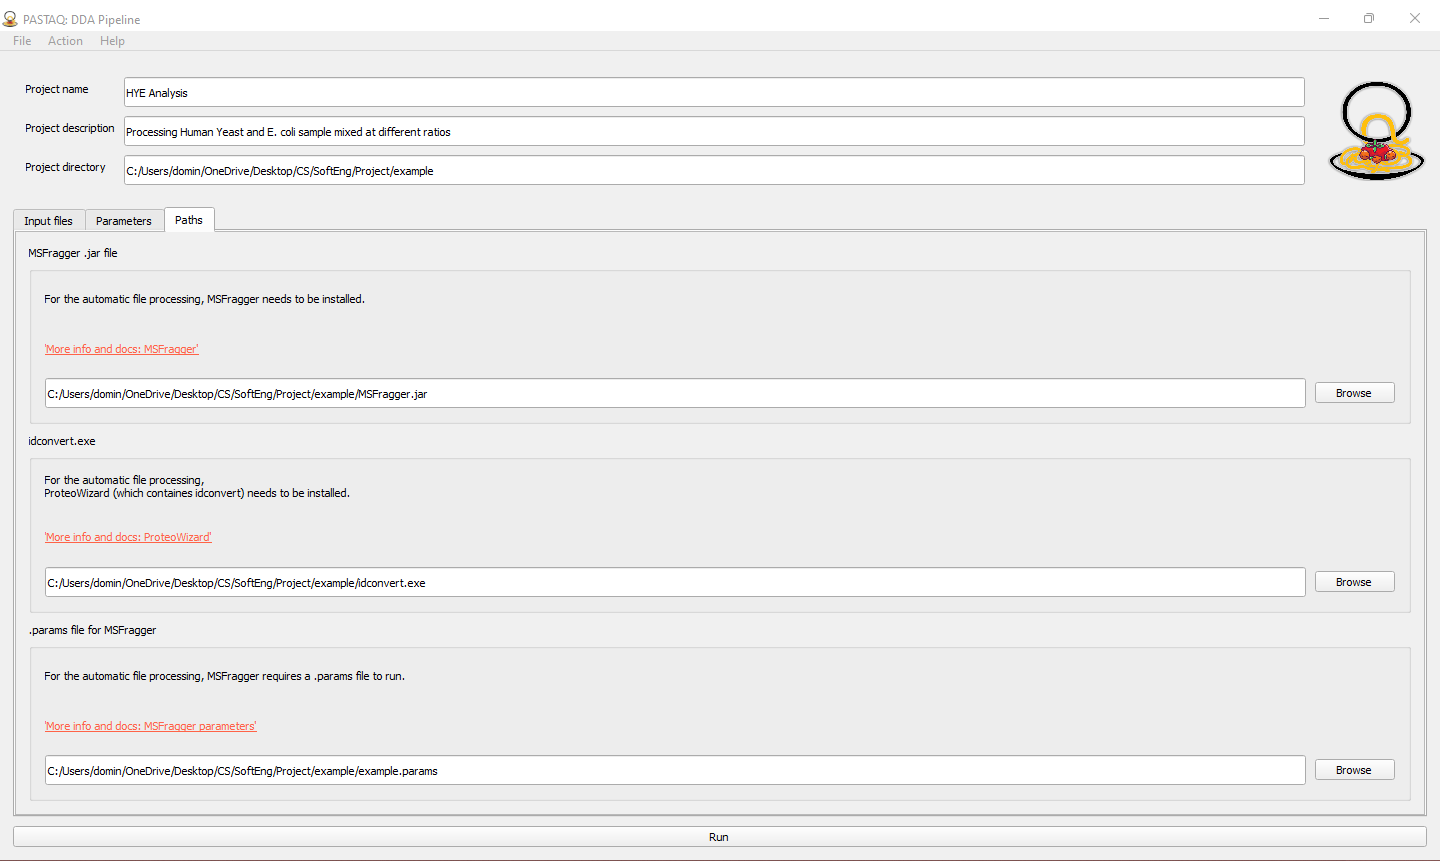 PASTAQ: DDA Pipeline
File Action Help
Project name
HYE Analysis
Project description
Processing Human Yeast and E. coli sample mixed at different ratios
Project directory
C:/Users/domin/OneDrive/Desktop/CS/SoftEng/Project/example
Input files Parameters Paths
MSFragger .jar file
For the automatic file processing, MSFragger needs to be installed.
'More info and docs: MSFragger'
C:/Users/domin/OneDrive/Desktop/CS/SoftEng/Project/example/MSFragger.jar
Browse
idconvert.exe
For the automatic file processing,
ProteoWizard (which containes idconvert) needs to be installed.
'More info and docs: ProteoWizard'
C:/Users/domin/OneDrive/Desktop/CS/SoftEng/Project/example/idconvert.exe
Browse
.params file for MSFragger
For the automatic file processing, MSFragger requires a .params file to run.
'More info and docs: MSFragger parameters'
C:/Users/domin/OneDrive/Desktop/CS/SoftEng/Project/example/example.params
Browse
Run